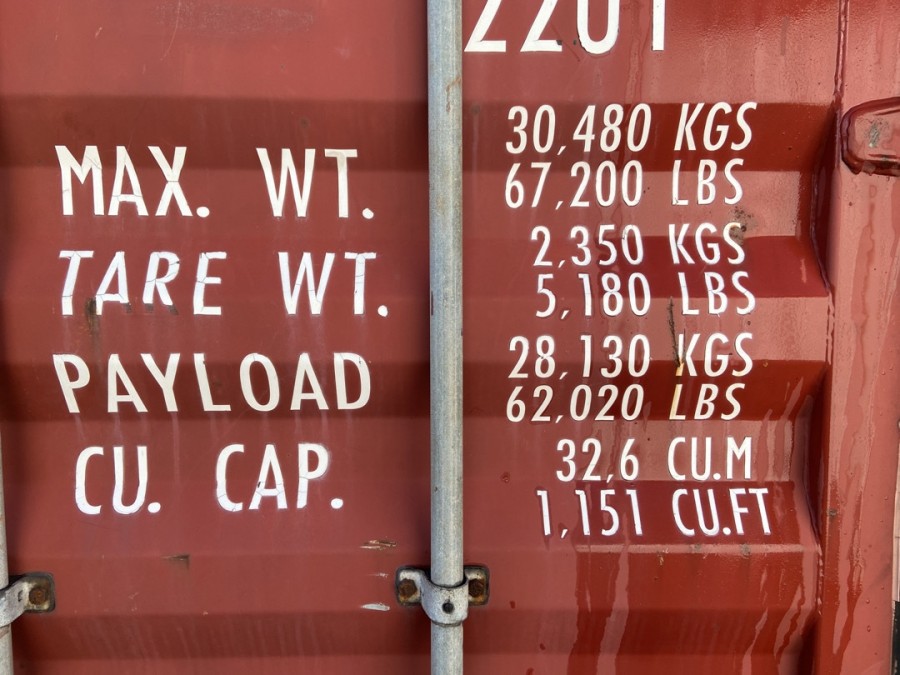 22G1
MAX. WT. 30,480 KGS
67,200 LBS
TARE WT. 2,350 KGS
5,180 LBS
PAYLOAD 28,130 KGS
62,020 LBS
CU. CAP. 32,6 CU.M
1,151 CU.FT